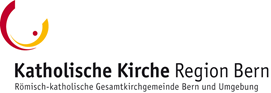 Katholische Kirche Region Bern
Römisch-katholische Gesamtkirchgemeinde Bern und Umgebung